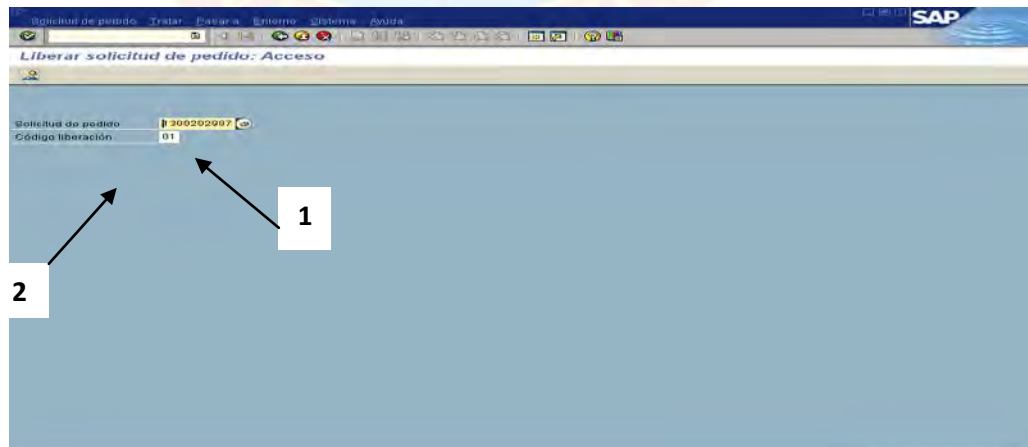 Solicitud de pedido Tratar Pasar a Entorno Sistema Ayuda
SAP
Liberar solicitud de pedido: Acceso
Solicitud de pedido 1300202987
Código liberación 01
1
2